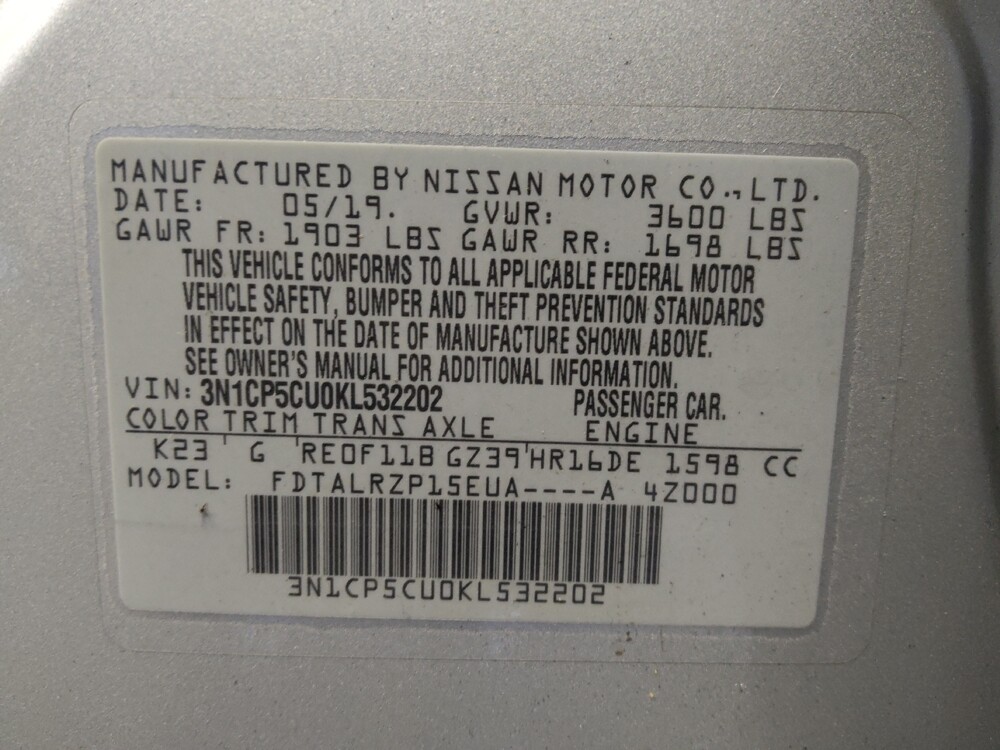 MANUFACTURED BY NISSAN MOTOR CO.,LTD.
DATE: 05/19. GVWR: 3600 LBS
GAWR FR: 1903 LBS GAWR RR: 1698 LBS
THIS VEHICLE CONFORMS TO ALL APPLICABLE FEDERAL MOTOR
VEHICLE SAFETY, BUMPER AND THEFT PREVENTION STANDARDS
IN EFFECT ON THE DATE OF MANUFACTURE SHOWN ABOVE.
SEE OWNER'S MANUAL FOR ADDITIONAL INFORMATION.
VIN: 3N1CP5CU0KL532202 PASSENGER CAR.
COLOR TRIM TRANS AXLE ENGINE
K23 ' G 'RE0F11B GZ39'HR16DE 1598 CC
MODEL: FDTALRZP15EUA----A 4Z000
3N1CP5CU0KL532202